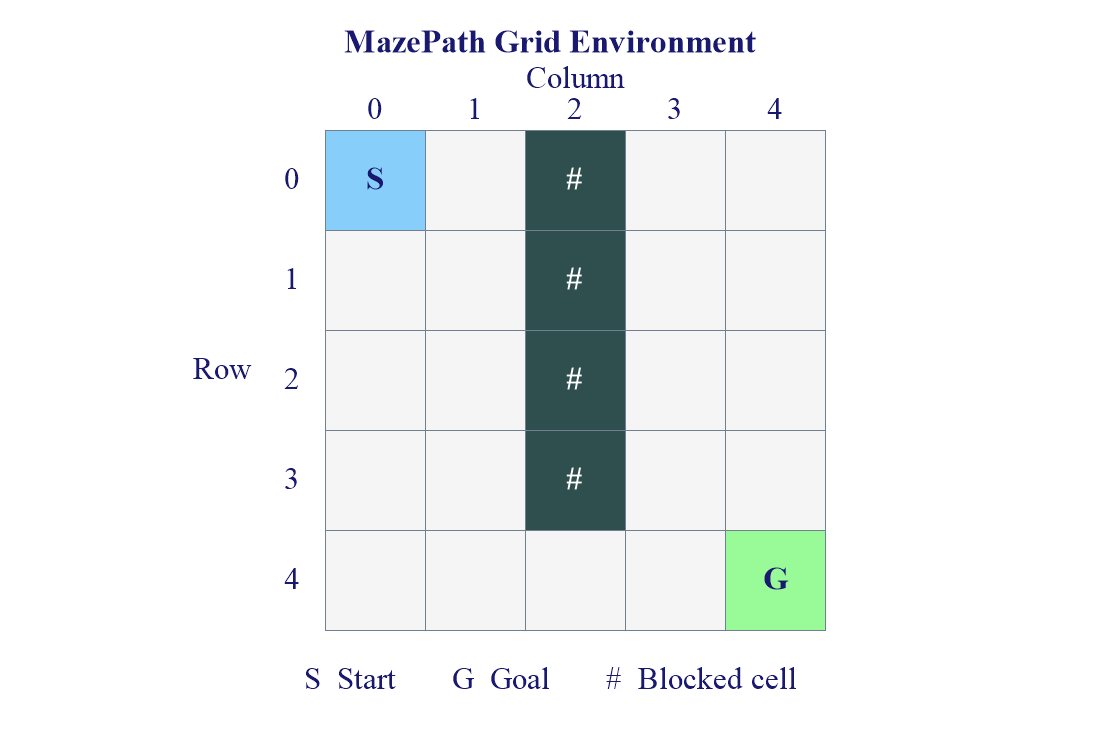 MazePath Grid Environment
Column
0 1 2 3 4
0 S #
1 #
Row
2 #
3 #
4 G
S Start G Goal # Blocked cell